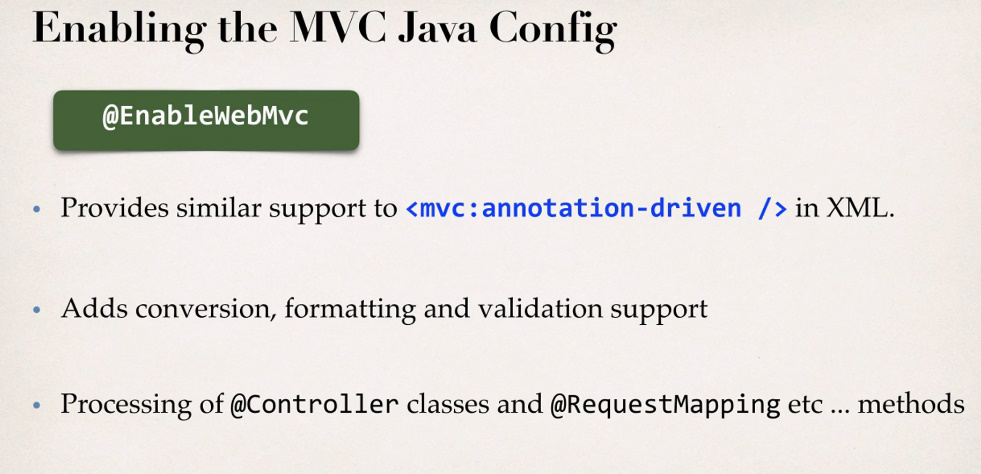 Enabling the MVC Java Config
@EnableWebMvc
• Provides similar support to <mvc:annotation-driven /> in XML.
• Adds conversion, formatting and validation support
• Processing of @Controller classes and @RequestMapping etc ... methods